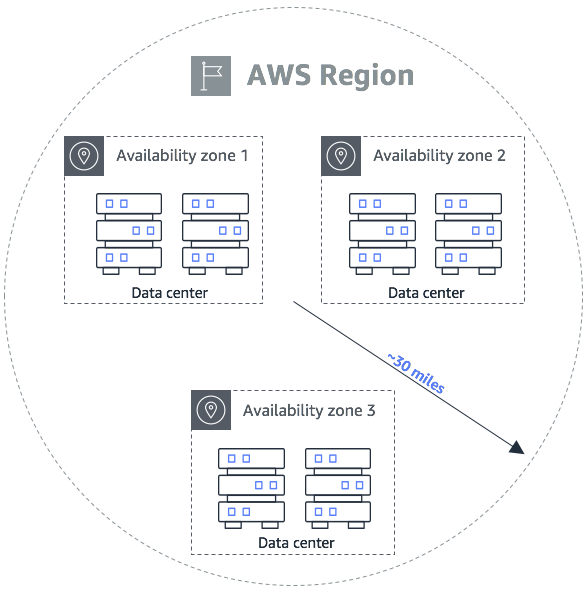 AWS Region
Availability zone 1
Availability zone 2
Data center
Data center
~30 miles
Availability zone 3
Data center